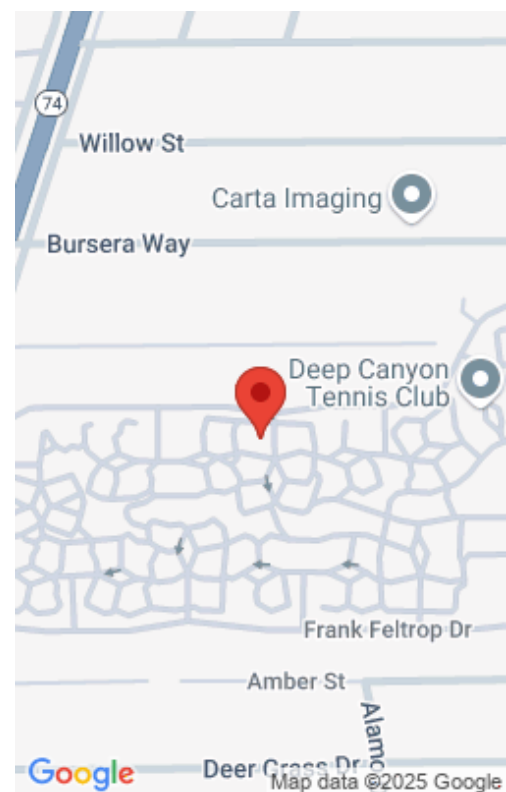 74
Willow St
Carta Imaging
Bursera Way
Deep Canyon
Tennis Club
Frank Feltrop Dr
Amber St
Alamo
Deer Grass Dr
Google
Map data ©2025 Google